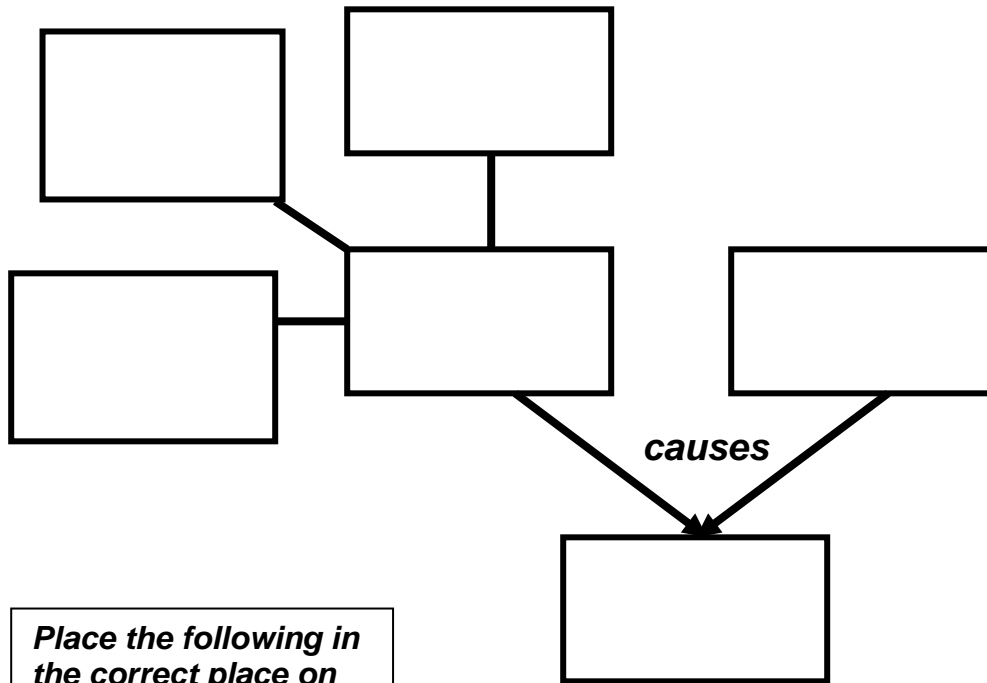 causes
Place the following in
the correct place on